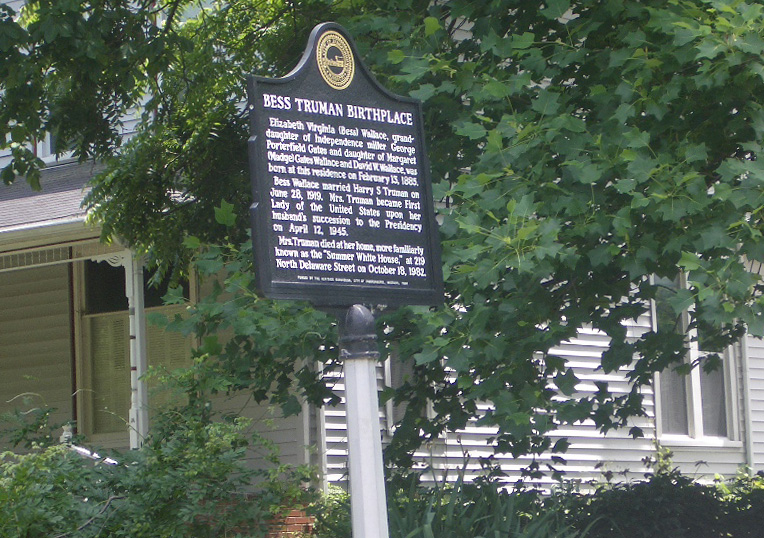 BESS TRUMAN BIRTHPLACE
Elizabeth Virginia (Bess) Wallace, grand-
daughter of Independence miller George
Porterfield Gates and daughter of Margaret
(Madge) Gates Wallace and David W. Wallace, was
born at this residence on February 13, 1885.
Bess Wallace married Harry S Truman on
June 28, 1919. Mrs. Truman became First
Lady of the United States upon her
husband's succession to the Presidency
on April 12, 1945.
Mrs. Truman died at her home, more familiarly
known as the "Summer White House," at 219
North Delaware Street on October 18, 1982.